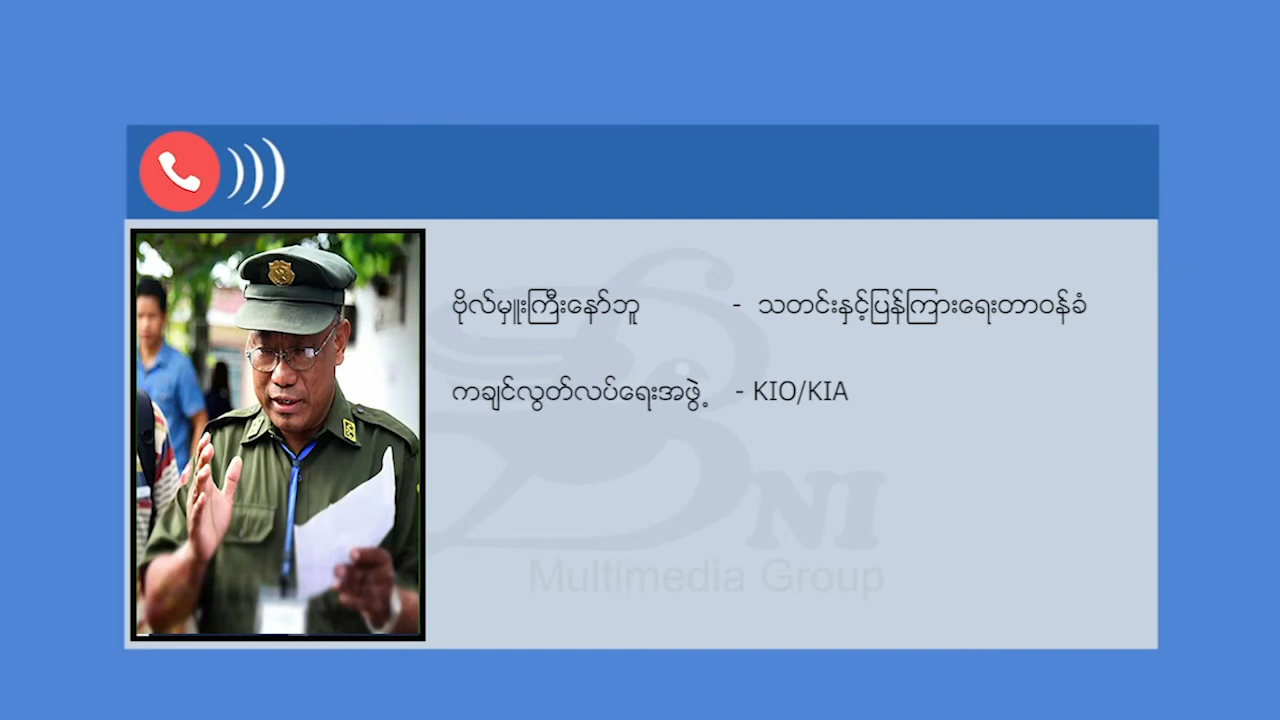 ဗိုလ်မှူးကြီးနော်ဘူ - သတင်းနှင့်ပြန်ကြားရေးတာဝန်ခံ
ကချင်လွတ်လပ်ရေးအဖွဲ့ - KIO/KIA
BNI
Multimedia Group